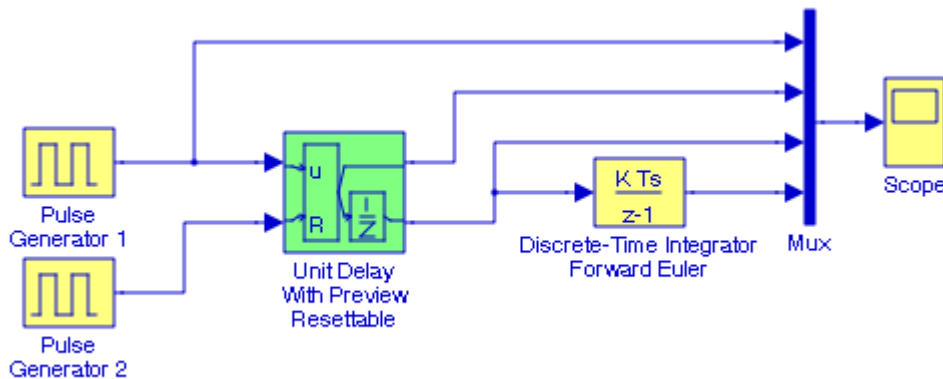 u
R
1
Z
K Ts
z-1
Pulse
Generator 1
Pulse
Generator 2
Unit Delay
With Preview
Resettable
Discrete-Time Integrator
Forward Euler
Mux
Scope